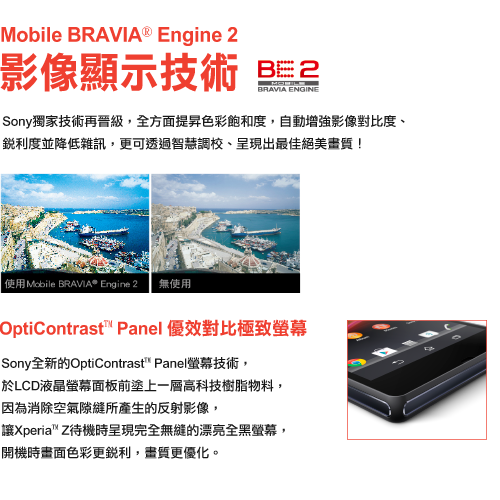 Mobile BRAVIA® Engine 2
影像顯示技術
BE 2
MOBILE
BRAVIA ENGINE
Sony獨家技術再晉級，全方面提昇色彩飽和度，自動增強影像對比度、
銳利度並降低雜訊，更可透過智慧調校、呈現出最佳絕美畫質！
使用Mobile BRAVIA® Engine 2
無使用
OptiContrast™ Panel 優效對比極致螢幕
Sony全新的OptiContrast™ Panel螢幕技術，
於LCD液晶螢幕面板前塗上一層高科技樹脂物料，
因為消除空氣隙縫所產生的反射影像，
讓Xperia™ Z待機時呈現完全無縫的漂亮全黑螢幕，
開機時畫面色彩更銳利，畫質更優化。